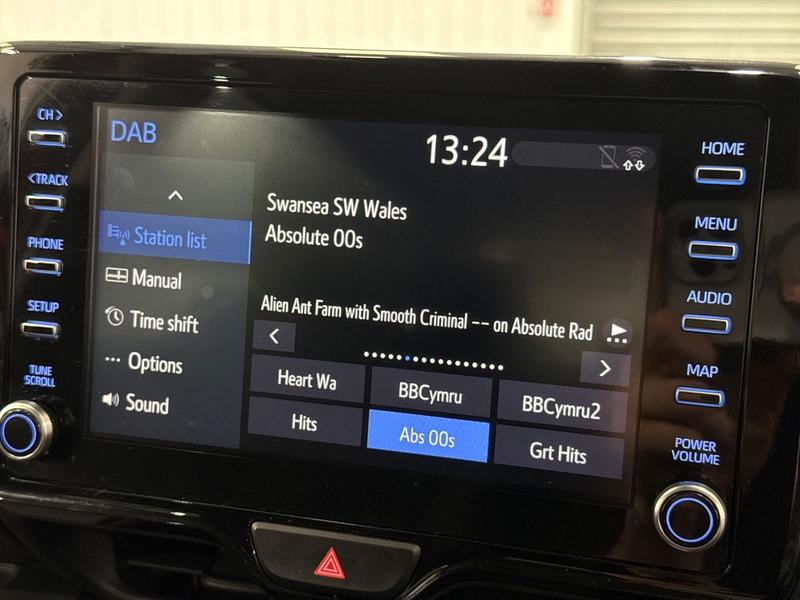 CH>
<TRACK
PHONE
SETUP
TUNE
SCROLL
DAB
13:24
Station list
Manual
Time shift
Options
Sound
Swansea SW Wales
Absolute 00s
Alien Ant Farm with Smooth Criminal -- on Absolute Rad
Heart Wa
BBCymru
BBCymru2
Hits
Abs 00s
Grt Hits
HOME
MENU
AUDIO
MAP
POWER
VOLUME